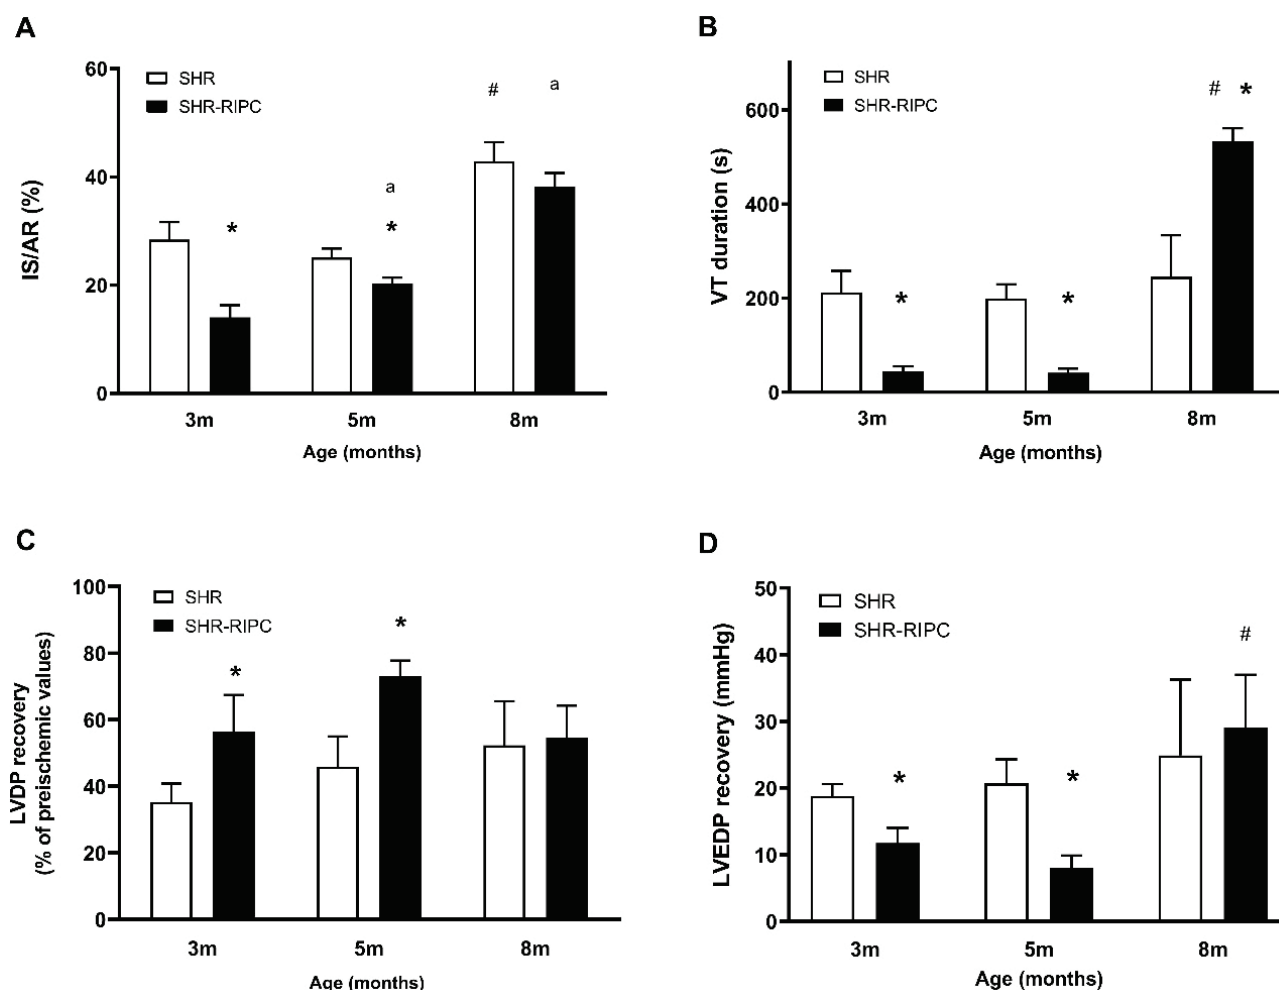 A
60
40
20
0
IS/AR (%)
SHR
SHR-RIPC
*
a
*
#
a
3m 5m 8m
Age (months)
B
600
400
200
0
VT duration (s)
SHR
SHR-RIPC
*
*
# *
3m 5m 8m
Age (months)
C
100
80
60
40
20
0
LVDP recovery
(% of preischemic values)
SHR
SHR-RIPC
*
*
3m 5m 8m
Age (months)
D
50
40
30
20
10
0
LVEDP recovery (mmHg)
SHR
SHR-RIPC
*
*
#
3m 5m 8m
Age (months)